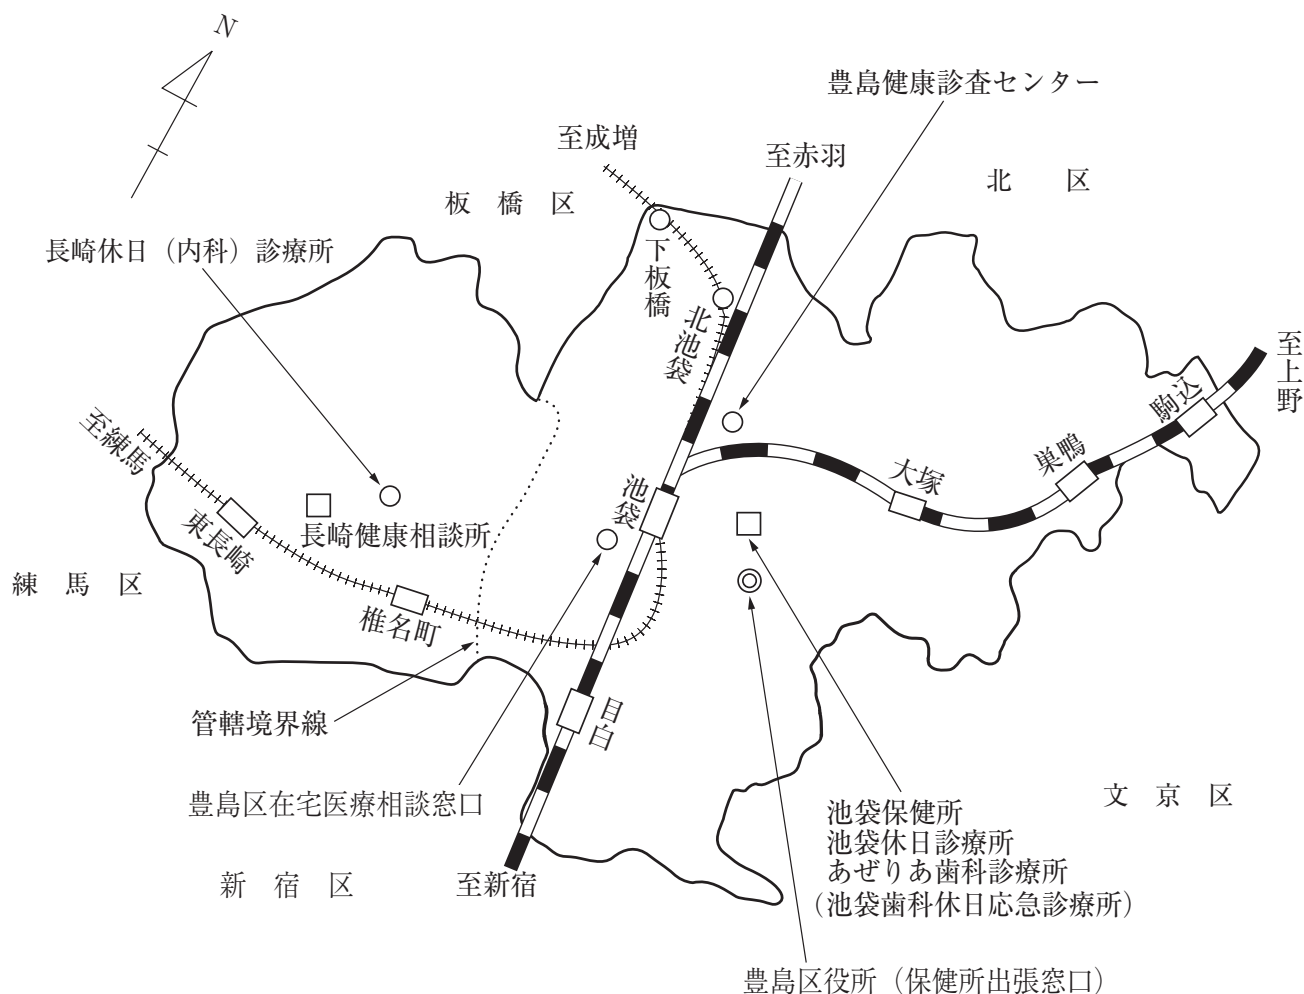 N
豊島健康診査センター
至成増
至赤羽
北区
板橋区
長崎休日（内科）診療所
下板橋
北池袋
至上野
駒込
至練馬
巣鴨
大塚
池袋
東長崎
長崎健康相談所
練馬区
椎名町
管轄境界線
目白
豊島区在宅医療相談窓口
文京区
池袋保健所
池袋休日診療所
あぜりあ歯科診療所
（池袋歯科休日応急診療所）
新宿区
至新宿
豊島区役所（保健所出張窓口）